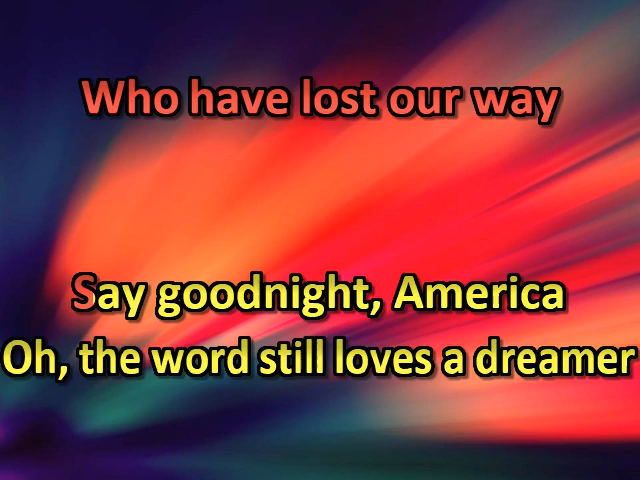 Who have lost our way
Say goodnight, America
Oh, the word still loves a dreamer